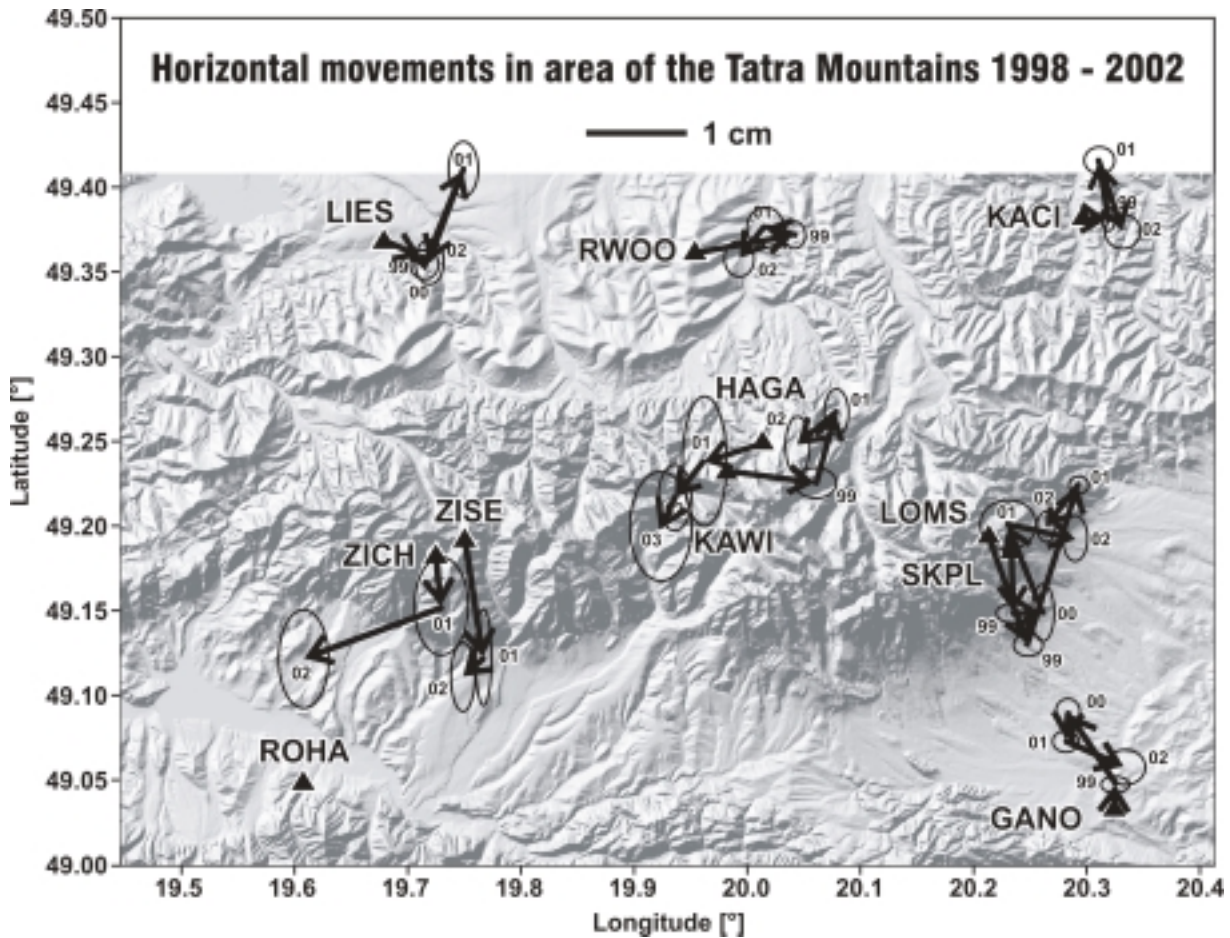 Horizontal movements in area of the Tatra Mountains 1998 - 2002
1 cm
49.50
49.45
49.40
49.35
49.30
49.25
49.20
49.15
49.10
49.05
49.00
Latitude [°]
LIES
01
02
99
00
RWOO
01
99
02
KACI
01
99
02
HAGA
02
01
99
01
03
KAWI
ZISE
ZICH
01
02
01
02
ROHA
LOMS
SKPL
01
02
01
02
99
00
99
GANO
00
01
02
99
19.5 19.6 19.7 19.8 19.9 20.0 20.1 20.2 20.3 20.4
Longitude [°]